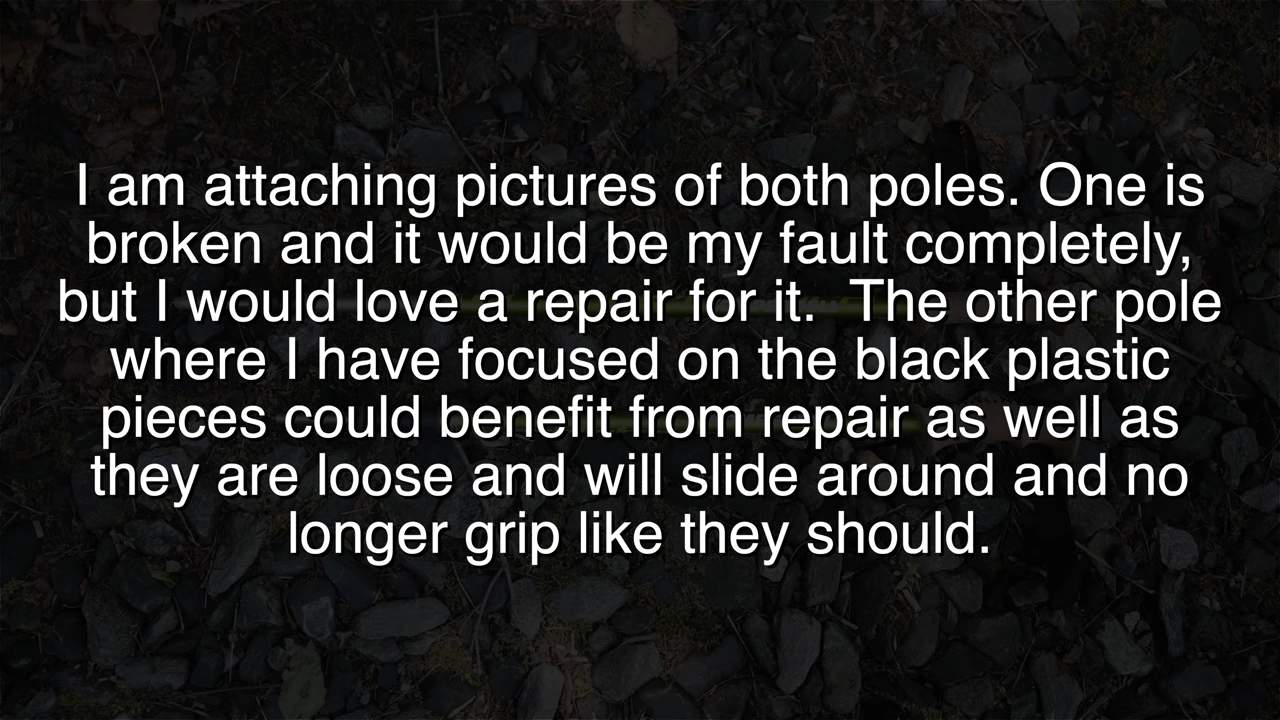 I am attaching pictures of both poles. One is
broken and it would be my fault completely,
but I would love a repair for it.  The other pole
where I have focused on the black plastic
pieces could benefit from repair as well as
they are loose and will slide around and no
longer grip like they should.